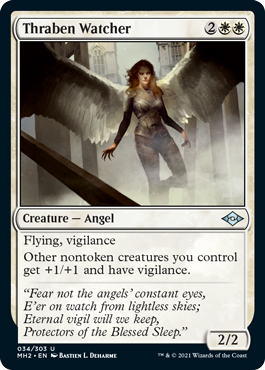 Thraben Watcher 2
Creature — Angel
Flying, vigilance
Other nontoken creatures you control
get +1/+1 and have vigilance.
“Fear not the angels’ constant eyes,
E’er on watch from lightless skies;
Eternal vigil will we keep,
Protectors of the Blessed Sleep.”
2/2
034/303 U
MH2 • EN Bastien L. Deharme
™ & © 2021 Wizards of the Coast